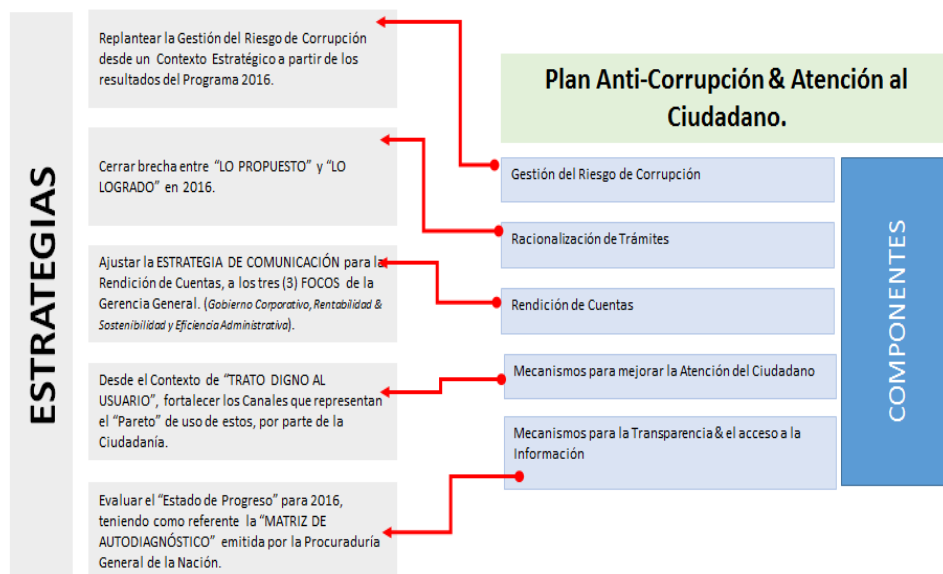 ESTRATEGIAS
Replantear la Gestión del Riesgo de Corrupción
desde un Contexto Estratégico a partir de los
resultados del Programa 2016.
Cerrar brecha entre “LO PROPUESTO” y “LO
LOGRADO” en 2016.
Ajustar la ESTRATEGIA DE COMUNICACIÓN para la
Rendición de Cuentas, a los tres (3) FOCOS de la
Gerencia General. (Gobierno Corporativo, Rentabilidad &
Sostenibilidad y Eficiencia Administrativa).
Desde el Contexto de “TRATO DIGNO AL
USUARIO”, fortalecer los Canales que representan
el “Pareto” de uso de estos, por parte de la
Ciudadanía.
Evaluar el “Estado de Progreso” para 2016,
teniendo como referente la “MATRIZ DE
AUTODIAGNÓSTICO” emitida por la Procuraduría
General de la Nación.
Plan Anti-Corrupción & Atención al
Ciudadano.
Gestión del Riesgo de Corrupción
Racionalización de Trámites
Rendición de Cuentas
Mecanismos para mejorar la Atención del Ciudadano
Mecanismos para la Transparencia & el acceso a la
Información
COMPONENTES